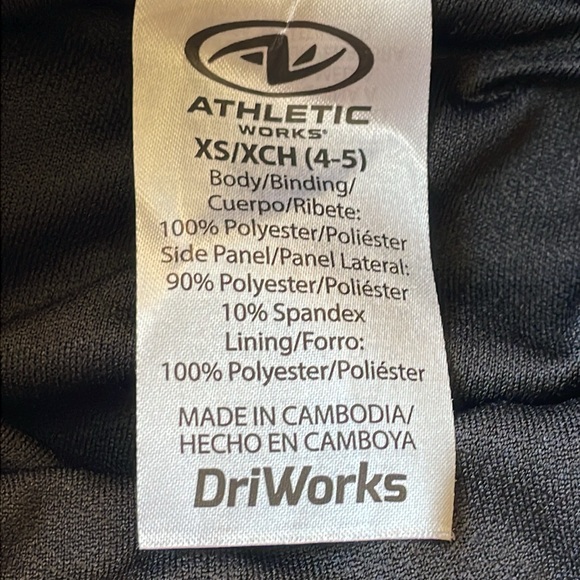 ATHLETIC
WORKS®
XS/XCH (4-5)
Body/Binding/
Cuerpo/Ribete:
100% Polyester/Poliéster
Side Panel/Panel Lateral:
90% Polyester/Poliéster
10% Spandex
Lining/Forro:
100% Polyester/Poliéster
MADE IN CAMBODIA/
HECHO EN CAMBOYA
DriWorks